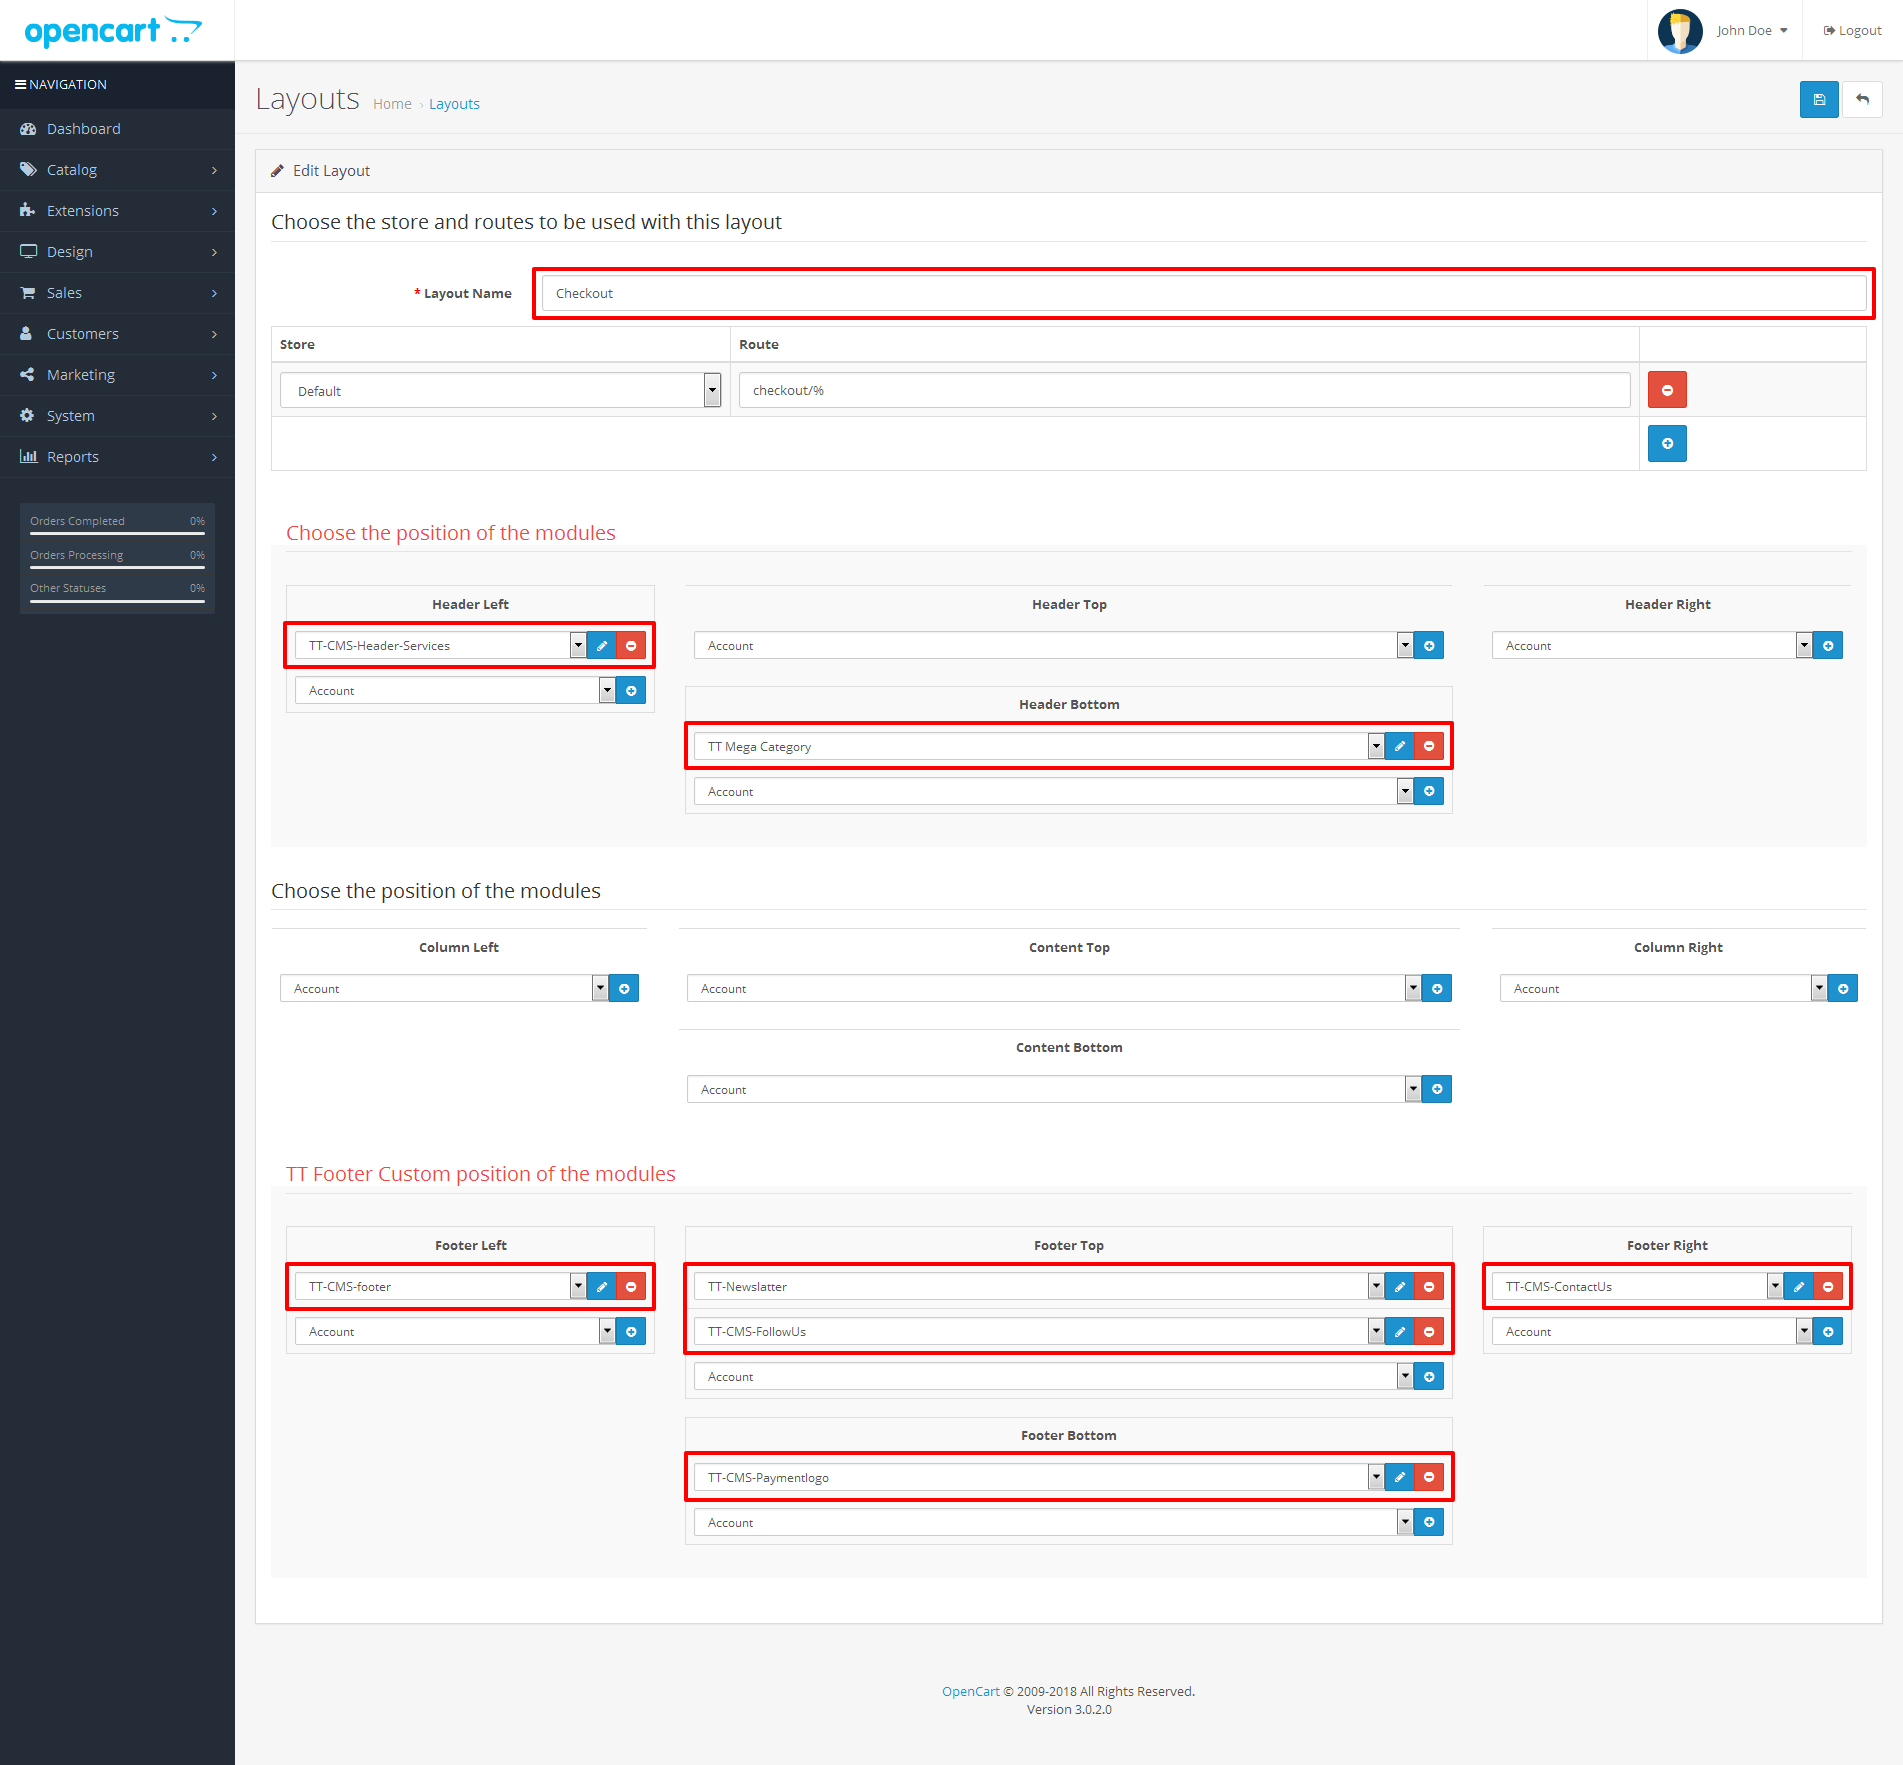 opencart
John Doe
Logout
NAVIGATION
Dashboard
Catalog
Extensions
Design
Sales
Customers
Marketing
System
Reports
Orders Completed 0%
Orders Processing 0%
Other Statuses 0%
Layouts Home › Layouts
Edit Layout
Choose the store and routes to be used with this layout
* Layout Name Checkout
Store Route
Default checkout/%
Choose the position of the modules
Header Left
TT-CMS-Header-Services
Account
Header Top
Account
Header Bottom
TT Mega Category
Account
Header Right
Account
Choose the position of the modules
Column Left
Account
Content Top
Account
Content Bottom
Account
Column Right
Account
TT Footer Custom position of the modules
Footer Left
TT-CMS-footer
Account
Footer Top
TT-Newslatter
TT-CMS-FollowUs
Account
Footer Bottom
TT-CMS-Paymentlogo
Account
Footer Right
TT-CMS-ContactUs
Account
OpenCart © 2009-2018 All Rights Reserved.
Version 3.0.2.0